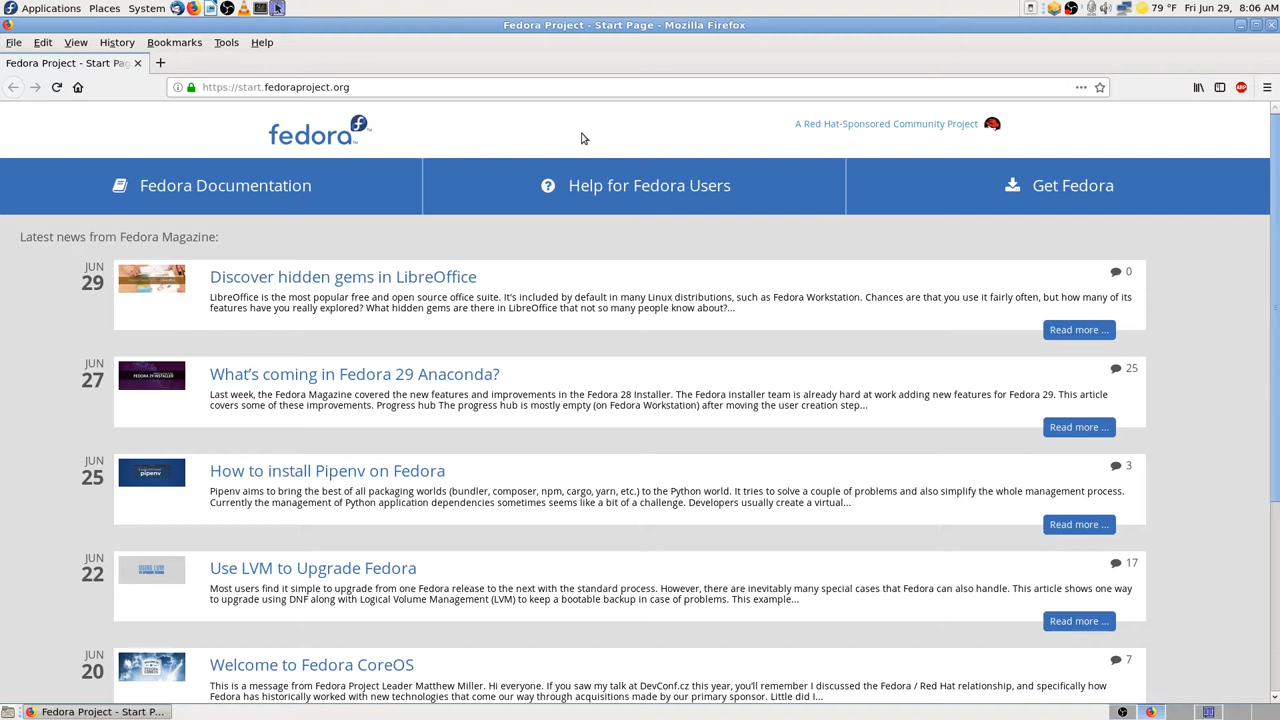 Applications Places System 79 °F Fri Jun 29, 8:06 AM
Fedora Project - Start Page - Mozilla Firefox
File Edit View History Bookmarks Tools Help
Fedora Project - Start Pag
https://start.fedoraproject.org
fedora™
A Red Hat-Sponsored Community Project
Fedora Documentation
Help for Fedora Users
Get Fedora
Latest news from Fedora Magazine:
JUN
29
Discover hidden gems in LibreOffice
0
LibreOffice is the most popular free and open source office suite. It's included by default in many Linux distributions, such as Fedora Workstation. Chances are that you use it fairly often, but how many of its
features have you really explored? What hidden gems are there in LibreOffice that not so many people know about?...
Read more ...
JUN
27
FEDORA 29 INSTALLER
What's coming in Fedora 29 Anaconda?
25
Last week, the Fedora Magazine covered the new features and improvements in the Fedora 28 Installer. The Fedora installer team is already hard at work adding new features for Fedora 29. This article
covers some of these improvements. Progress hub The progress hub is mostly empty (on Fedora Workstation) after moving the user creation step...
Read more ...
JUN
25
pipenv
How to install Pipenv on Fedora
3
Pipenv aims to bring the best of all packaging worlds (bundler, composer, npm, cargo, yarn, etc.) to the Python world. It tries to solve a couple of problems and also simplify the whole management process.
Currently the management of Python application dependencies sometimes seems like a bit of a challenge. Developers usually create a virtual...
Read more ...
JUN
22
USING LVM
Use LVM to Upgrade Fedora
17
Most users find it simple to upgrade from one Fedora release to the next with the standard process. However, there are inevitably many special cases that Fedora can also handle. This article shows one way
to upgrade using DNF along with Logical Volume Management (LVM) to keep a bootable backup in case of problems. This example...
Read more ...
JUN
20
Welcome to Fedora CoreOS
7
This is a message from Fedora Project Leader Matthew Miller. Hi everyone. If you saw my talk at DevConf.cz this year, you'll remember I discussed the Fedora / Red Hat relationship, and specifically how
Fedora has historically worked with new technologies that come our way through acquisitions made by our primary sponsor. Little did I...
Fedora Project - Start P...